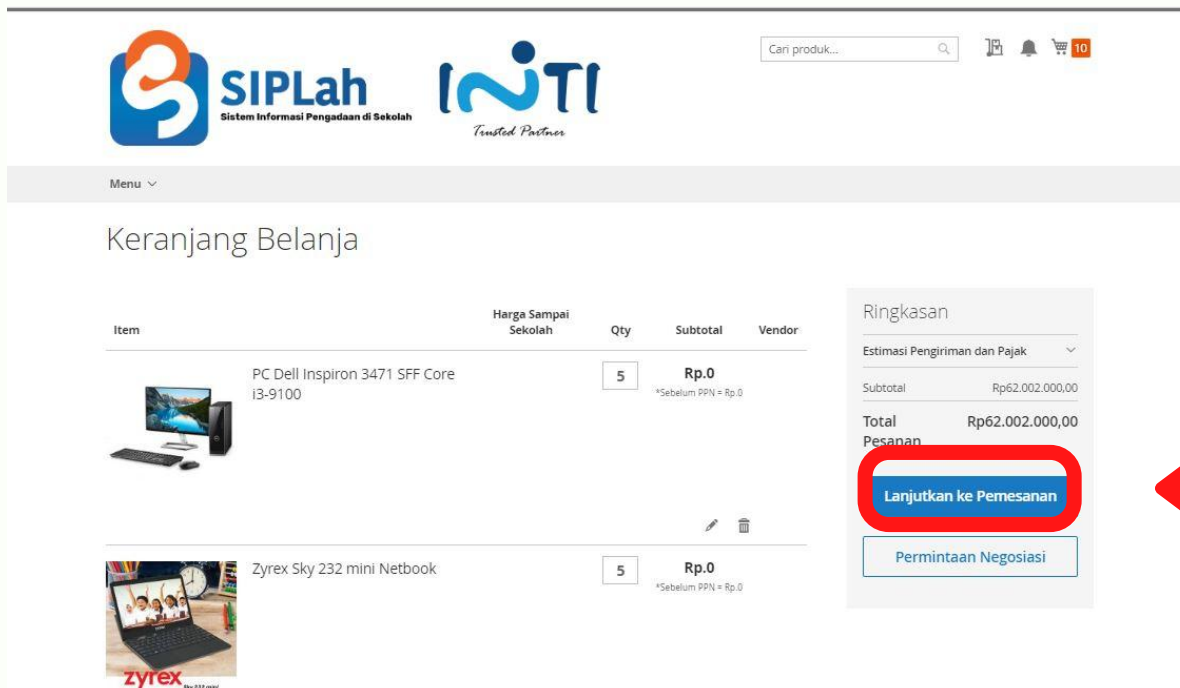 SIPLah
Sistem Informasi Pengadaan di Sekolah
INTI
Trusted Partner
Cari produk...
10
Menu
Keranjang Belanja
Item
Harga Sampai
Sekolah
Qty
Subtotal
Vendor
PC Dell Inspiron 3471 SFF Core
i3-9100
5
Rp.0
*Sebelum PPN = Rp.0
Zyrex Sky 232 mini Netbook
5
Rp.0
*Sebelum PPN = Rp.0
zyrex
Sky 232 mini
Ringkasan
Estimasi Pengiriman dan Pajak
Subtotal Rp62.002.000,00
Total Rp62.002.000,00
Pesanan
Lanjutkan ke Pemesanan
Permintaan Negosiasi